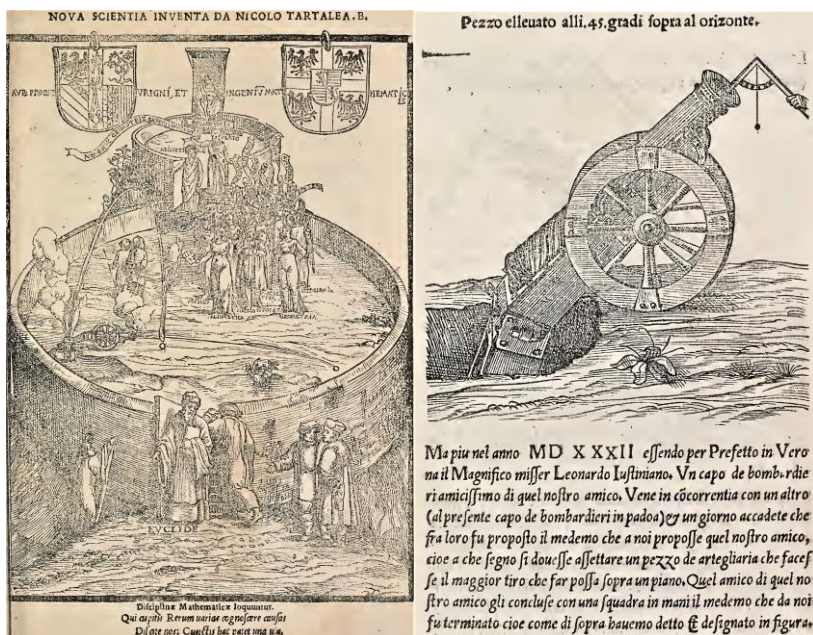 NOVA SCIENTIA INVENTA DA NICOLO TARTALEA.B.
VRIGNI, ET INGENIVM MAT HEMATICES
EVCLIDE
Disciplinæ Mathematicæ loquuntur.
Qui cupitis Rerum varias cognoscere causas
Discite nos: Cunctis hac patet una uia.
Pezzo elleuato alli.45.gradi sopra al orizonte.
Ma piu nel anno MD XXXII essendo per Prefetto in Vero
na il Magnifico misser Leonardo Iustiniano. Vn capo de bombardie
ri amicissimo di quel nostro amico. Vene in cōcorrentia con un altro
(al presente capo de bombardieri in padoa) & un giorno accadete che
fra loro fu proposto il medemo che a noi proposse quel nostro amico,
cioe a che segno si douesse assettare un pezzo de artegliaria che faces
se il maggior tiro che far possa sopra un piano. Quel amico di quel no
stro amico gli concluse con una squadra in mani il medemo che da noi
fu terminato cioe come di sopra hauemo detto & designato in figura.